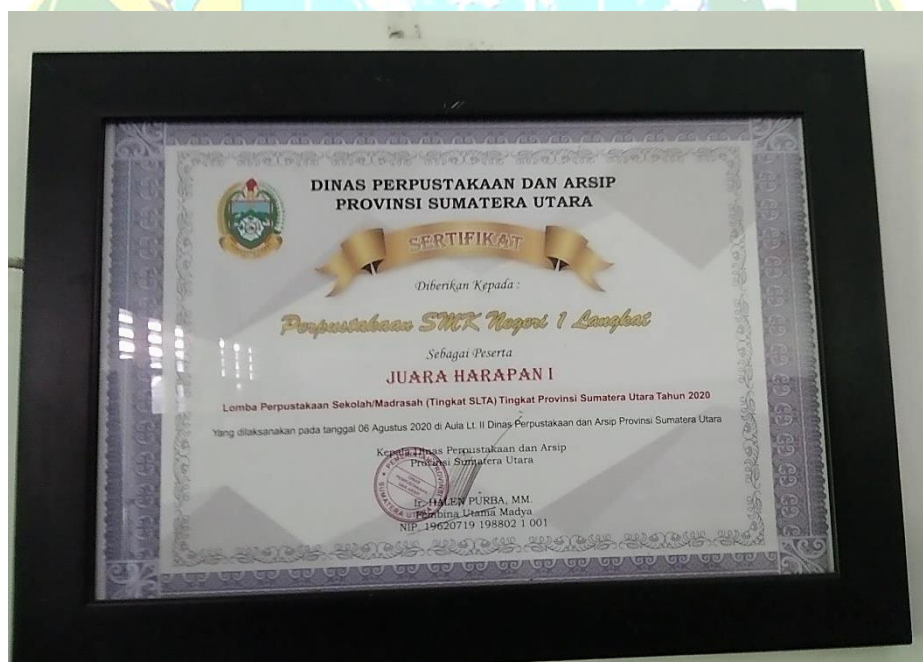 DINAS PERPUSTAKAAN DAN ARSIP
PROVINSI SUMATERA UTARA
SERTIFIKAT
Diberikan Kepada :
Perpustakaan SMK Negeri 1 Langkat
Sebagai Peserta
JUARA HARAPAN I
Lomba Perpustakaan Sekolah/Madrasah (Tingkat SLTA) Tingkat Provinsi Sumatera Utara Tahun 2020
Yang dilaksanakan pada tanggal 06 Agustus 2020 di Aula Lt. II Dinas Perpustakaan dan Arsip Provinsi Sumatera Utara
Kepala Dinas Perpustakaan dan Arsip
Provinsi Sumatera Utara
Ir. HALEN PURBA, MM.
Pembina Utama Madya
NIP. 19620719 198802 1 001